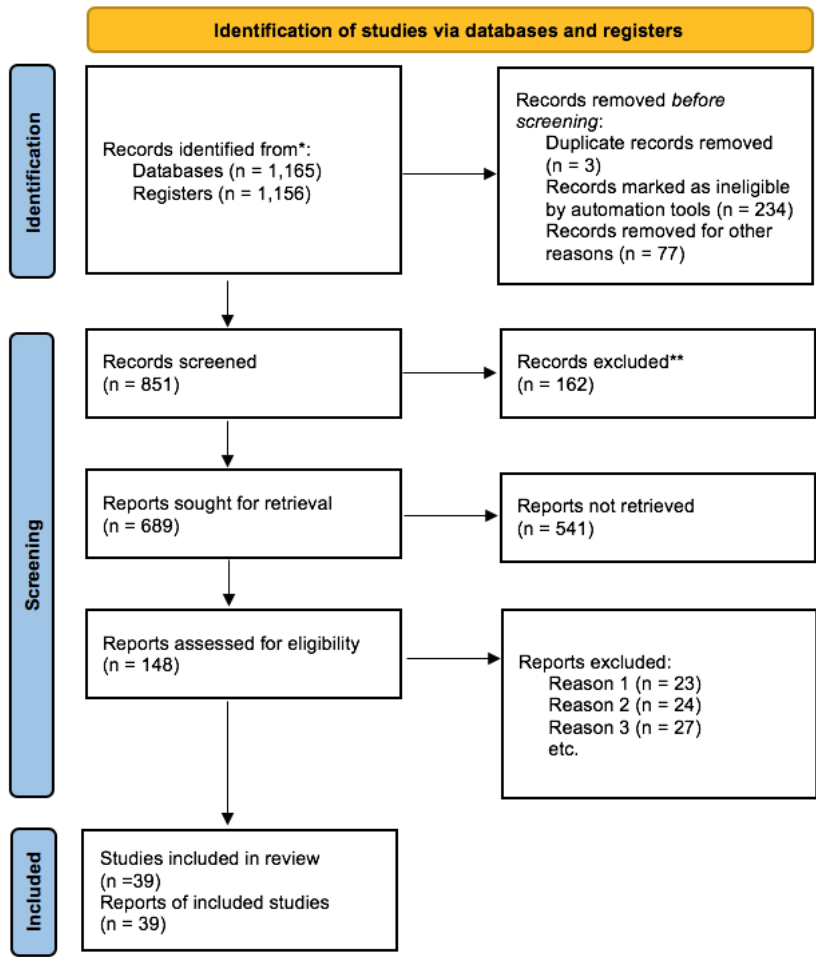 Identification of studies via databases and registers
Identification
Records identified from*:
Databases (n = 1,165)
Registers (n = 1,156)
Records removed before
screening:
Duplicate records removed
(n = 3)
Records marked as ineligible
by automation tools (n = 234)
Records removed for other
reasons (n = 77)
Screening
Records screened
(n = 851)
Records excluded**
(n = 162)
Reports sought for retrieval
(n = 689)
Reports not retrieved
(n = 541)
Reports assessed for eligibility
(n = 148)
Reports excluded:
Reason 1 (n = 23)
Reason 2 (n = 24)
Reason 3 (n = 27)
etc.
Included
Studies included in review
(n =39)
Reports of included studies
(n = 39)